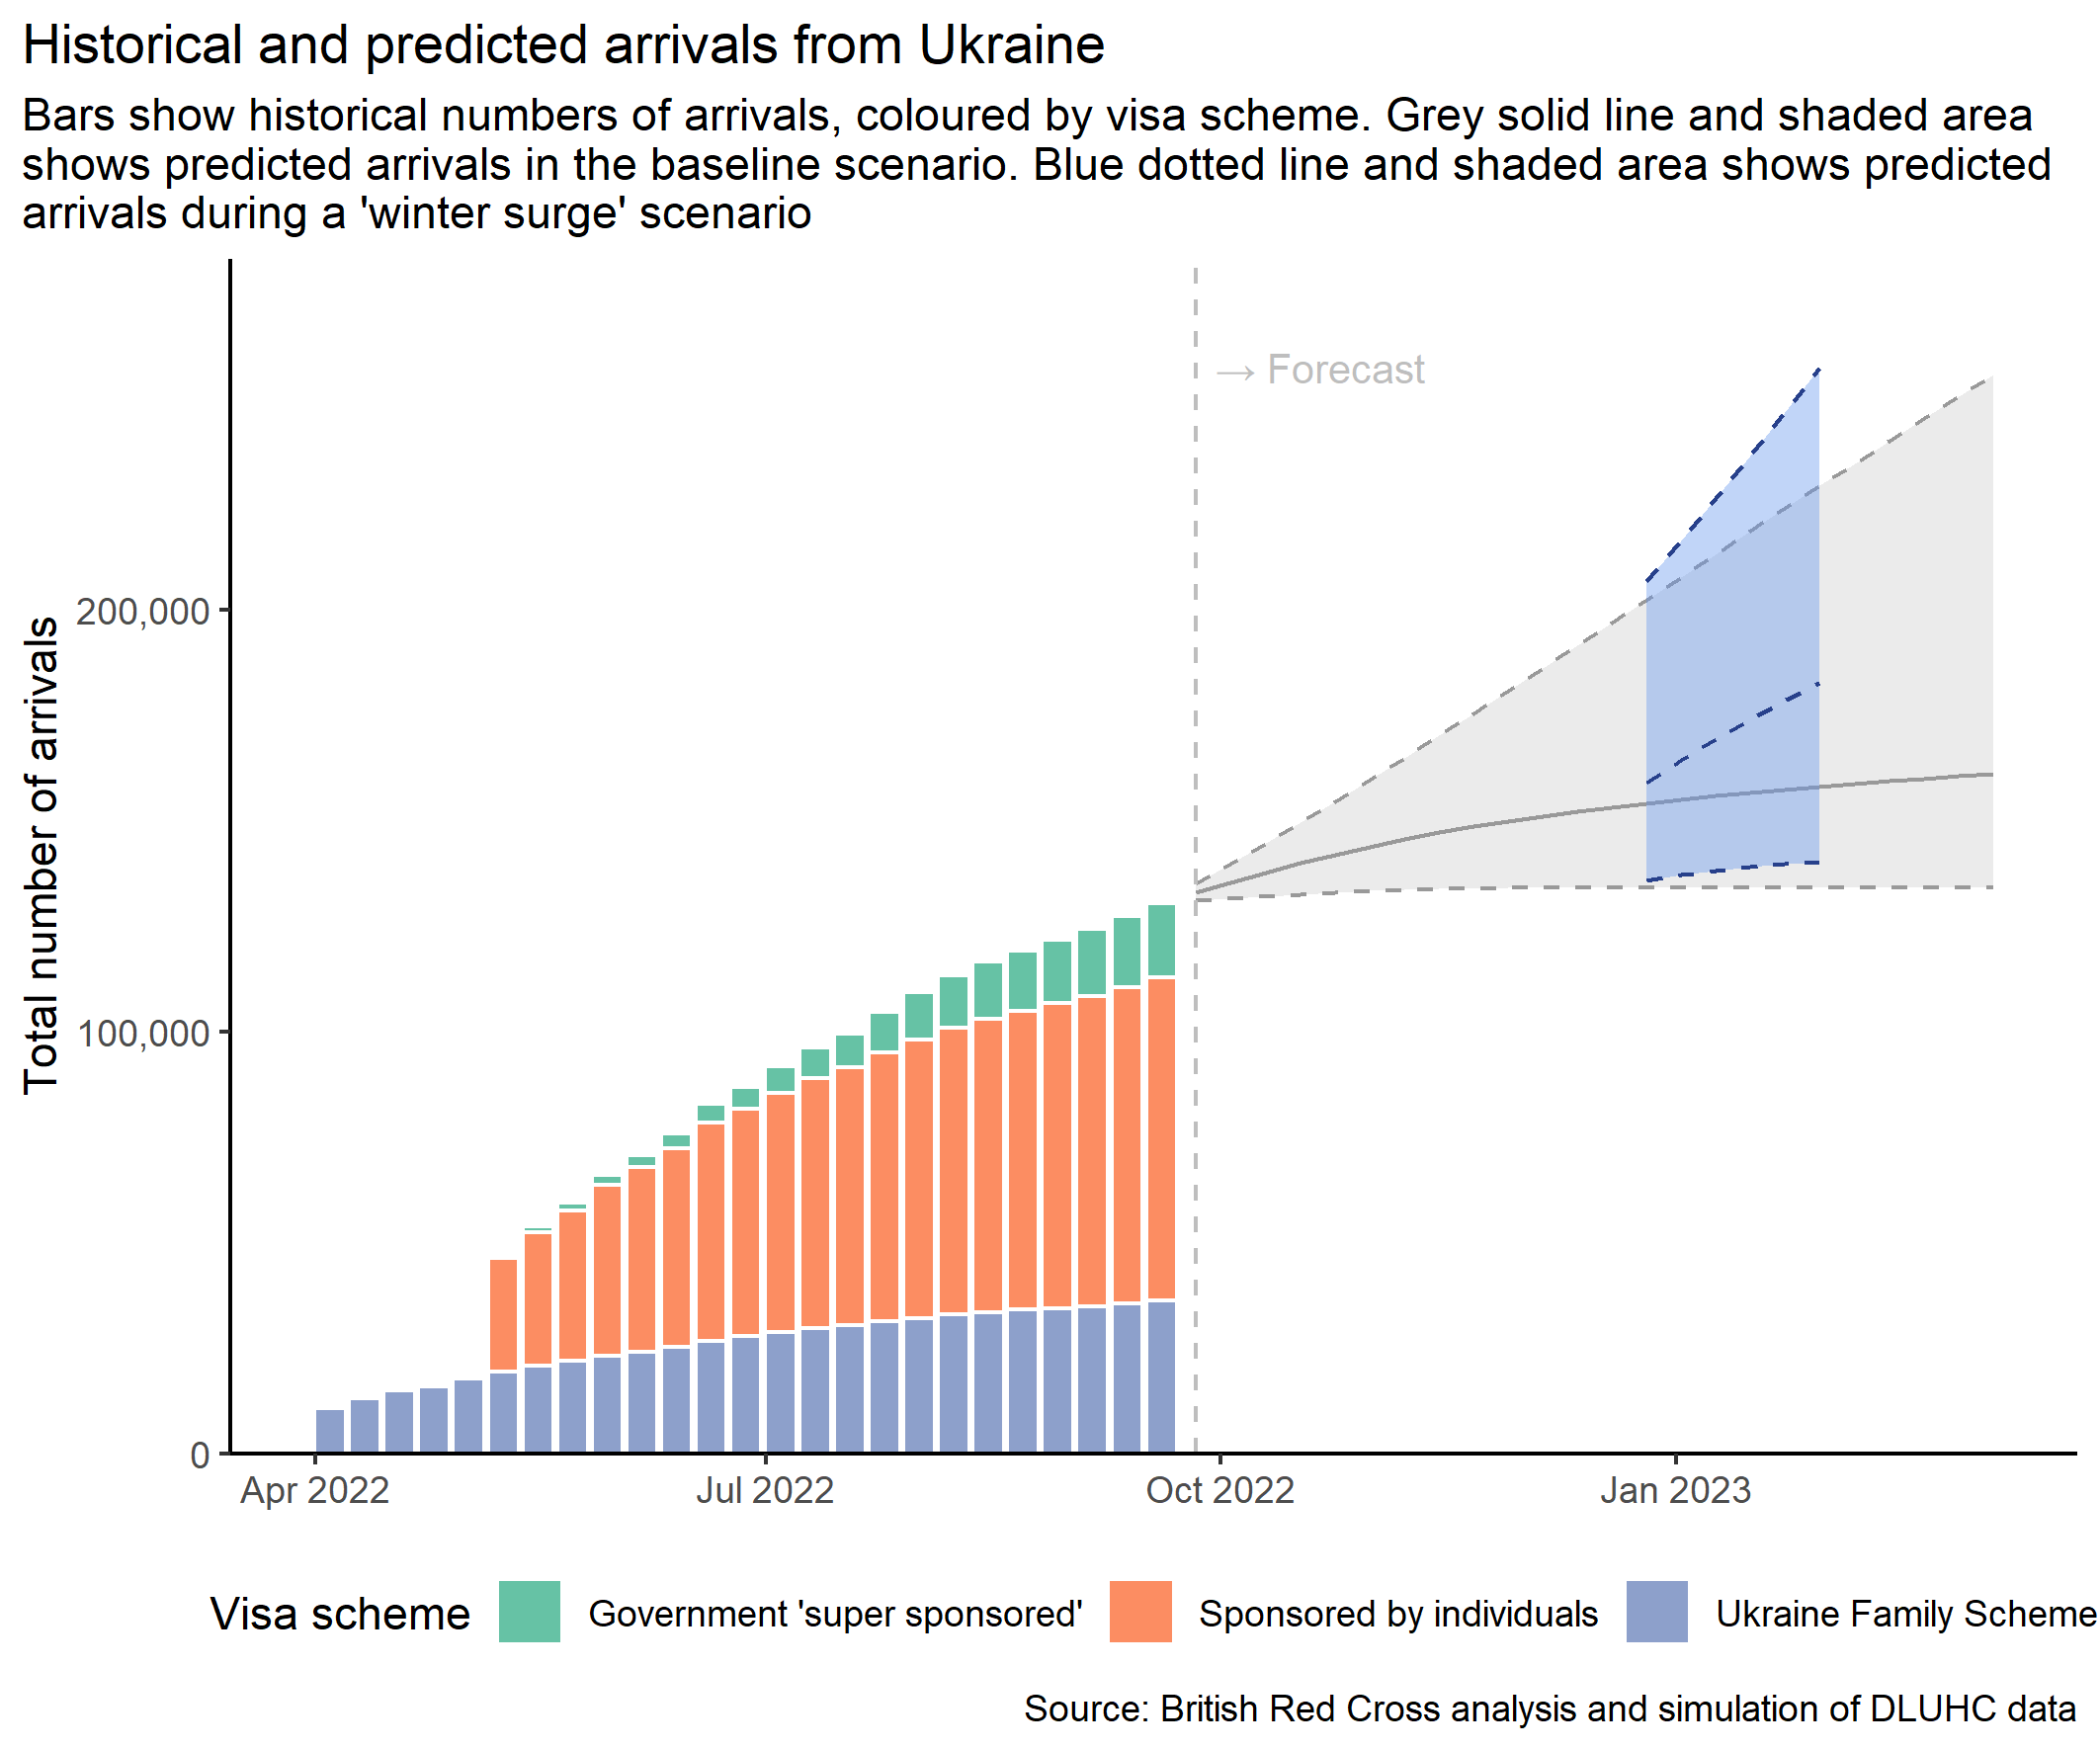 Historical and predicted arrivals from Ukraine
Bars show historical numbers of arrivals, coloured by visa scheme. Grey solid line and shaded area
shows predicted arrivals in the baseline scenario. Blue dotted line and shaded area shows predicted
arrivals during a 'winter surge' scenario
→ Forecast
Total number of arrivals
200,000
100,000
0
Apr 2022 Jul 2022 Oct 2022 Jan 2023
Visa scheme Government 'super sponsored' Sponsored by individuals Ukraine Family Scheme
Source: British Red Cross analysis and simulation of DLUHC data